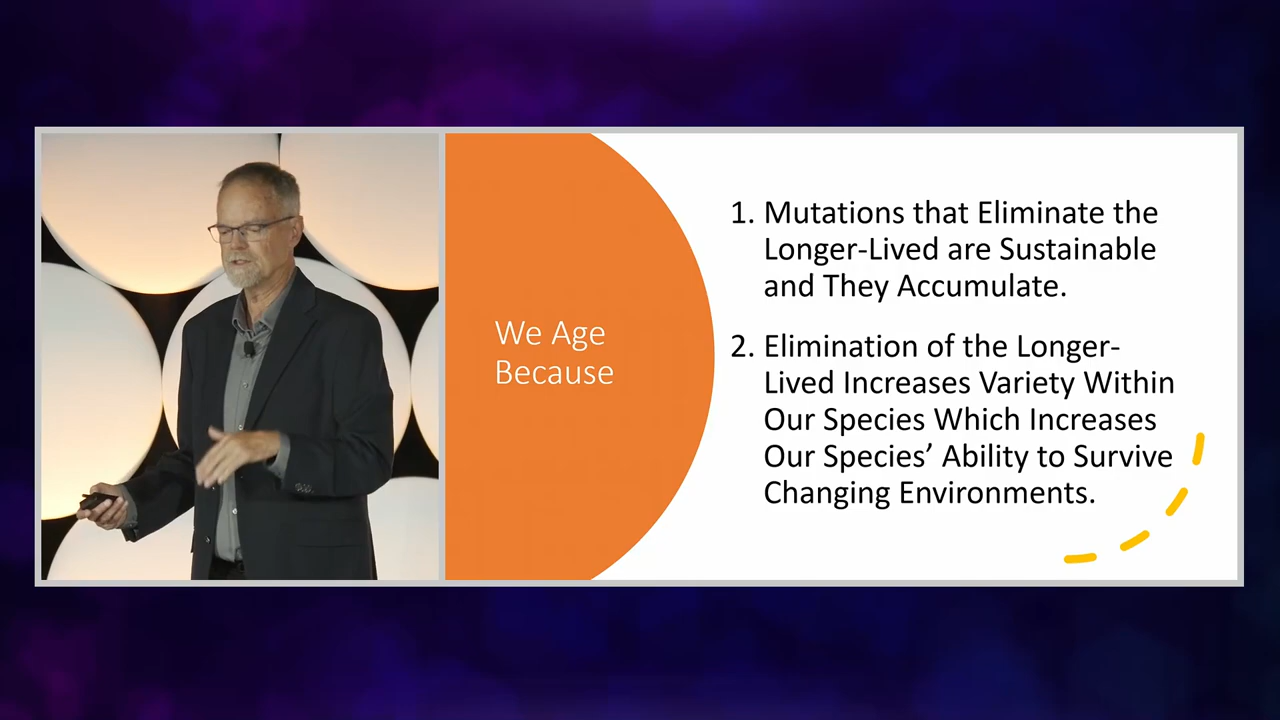 We Age
Because
1. Mutations that Eliminate the
Longer-Lived are Sustainable
and They Accumulate.
2. Elimination of the Longer-
Lived Increases Variety Within
Our Species Which Increases
Our Species’ Ability to Survive
Changing Environments.